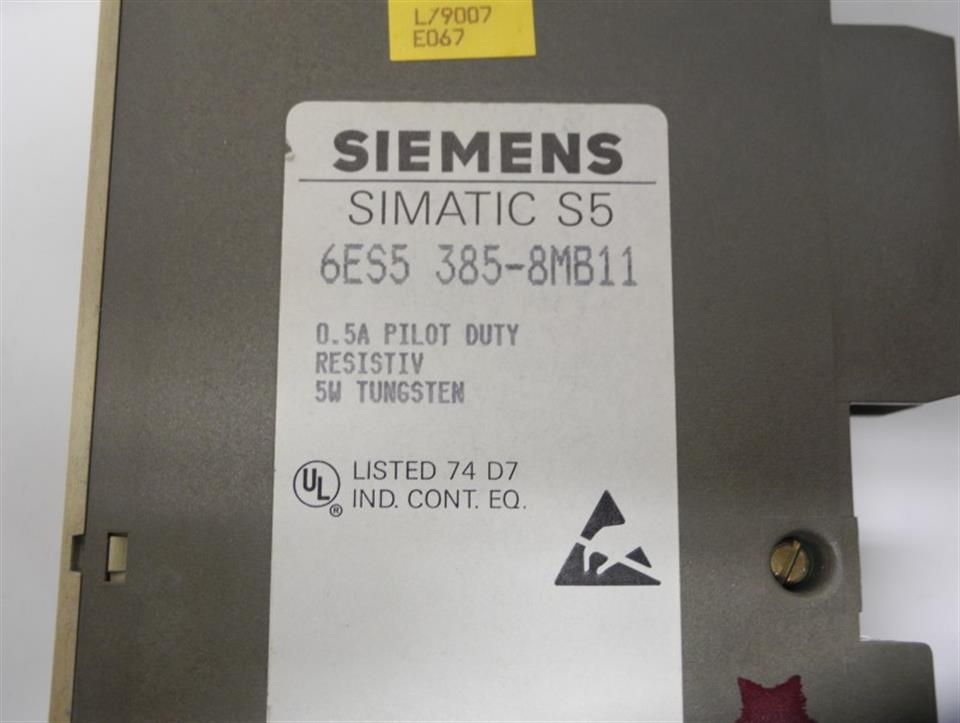 L79007
E067
SIEMENS
SIMATIC S5
6ES5 385-8MB11
0.5A PILOT DUTY
RESISTIV
5W TUNGSTEN
UL® LISTED 74 D7
IND. CONT. EQ.